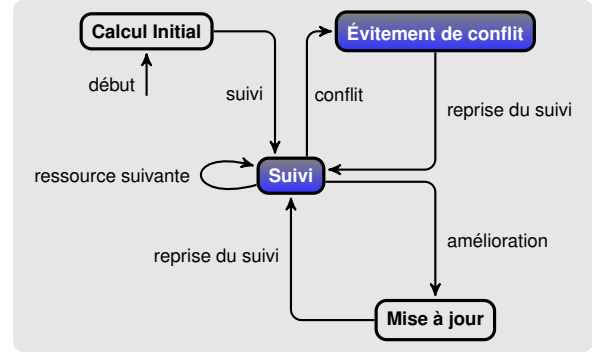 Calcul Initial
Évitement de conflit
début
suivi
conflit
reprise du suivi
ressource suivante
Suivi
reprise du suivi
amélioration
Mise à jour